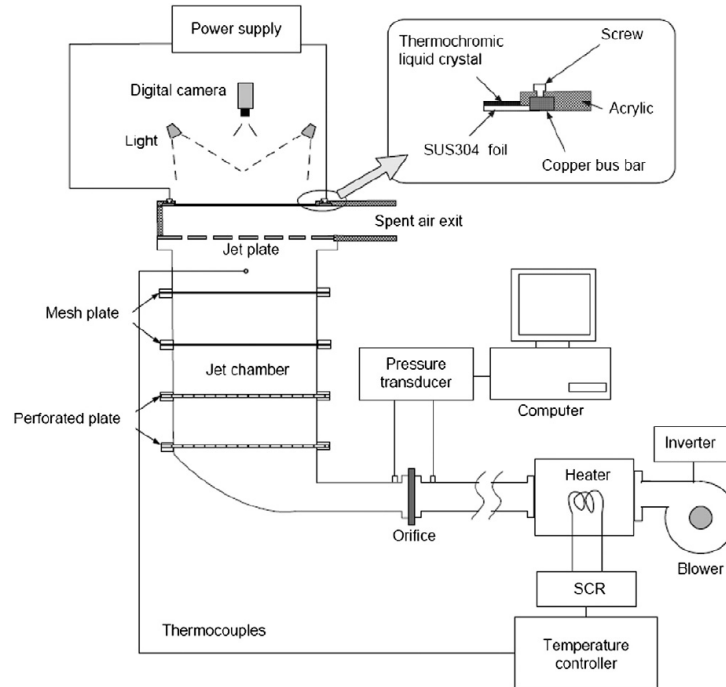 Power supply
Digital camera
Light
Thermochromic
liquid crystal
Screw
Acrylic
SUS304 foil
Copper bus bar
Spent air exit
Jet plate
Mesh plate
Jet chamber
Perforated plate
Pressure
transducer
Computer
Inverter
Heater
Orifice
Blower
SCR
Thermocouples
Temperature
controller